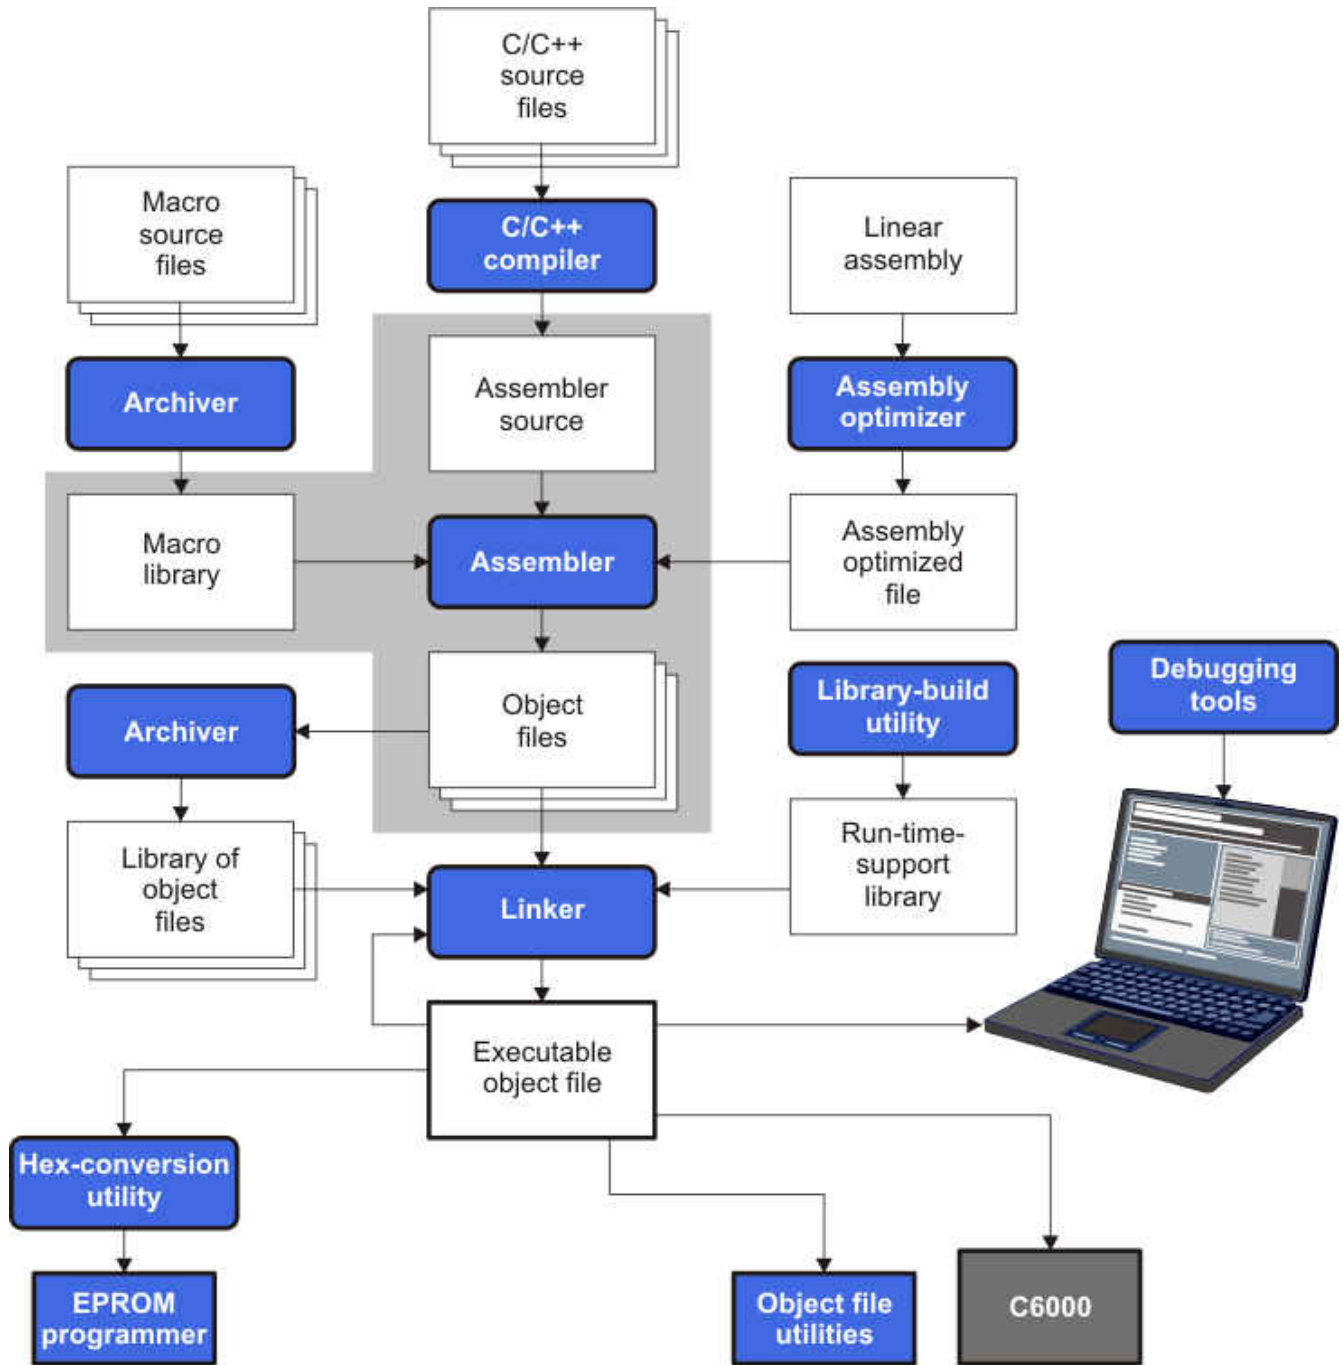 C/C++
source
files
Macro
source
files
C/C++
compiler
Linear
assembly
Archiver
Assembler
source
Assembly
optimizer
Macro
library
Assembler
Assembly
optimized
file
Archiver
Object
files
Library-build
utility
Debugging
tools
Library of
object
files
Linker
Run-time-
support
library
Executable
object file
Hex-conversion
utility
EPROM
programmer
Object file
utilities
C6000